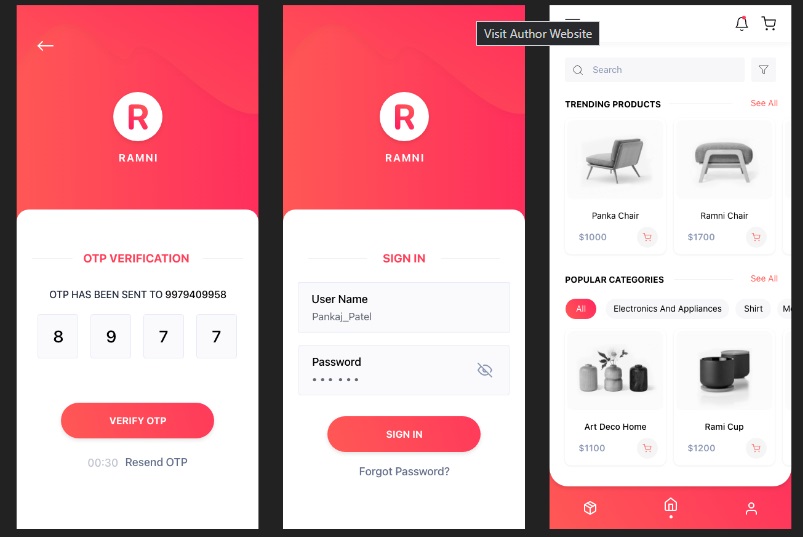 R
RAMNI
OTP VERIFICATION
OTP HAS BEEN SENT TO 9979409958
8 9 7 7
VERIFY OTP
00:30 Resend OTP
R
RAMNI
SIGN IN
User Name
Pankaj_Patel
Password
SIGN IN
Forgot Password?
Visit Author Website
Search
TRENDING PRODUCTS See All
Panka Chair Ramni Chair
$1000 $1700
POPULAR CATEGORIES See All
All Electronics And Appliances Shirt
Art Deco Home Rami Cup
$1100 $1200